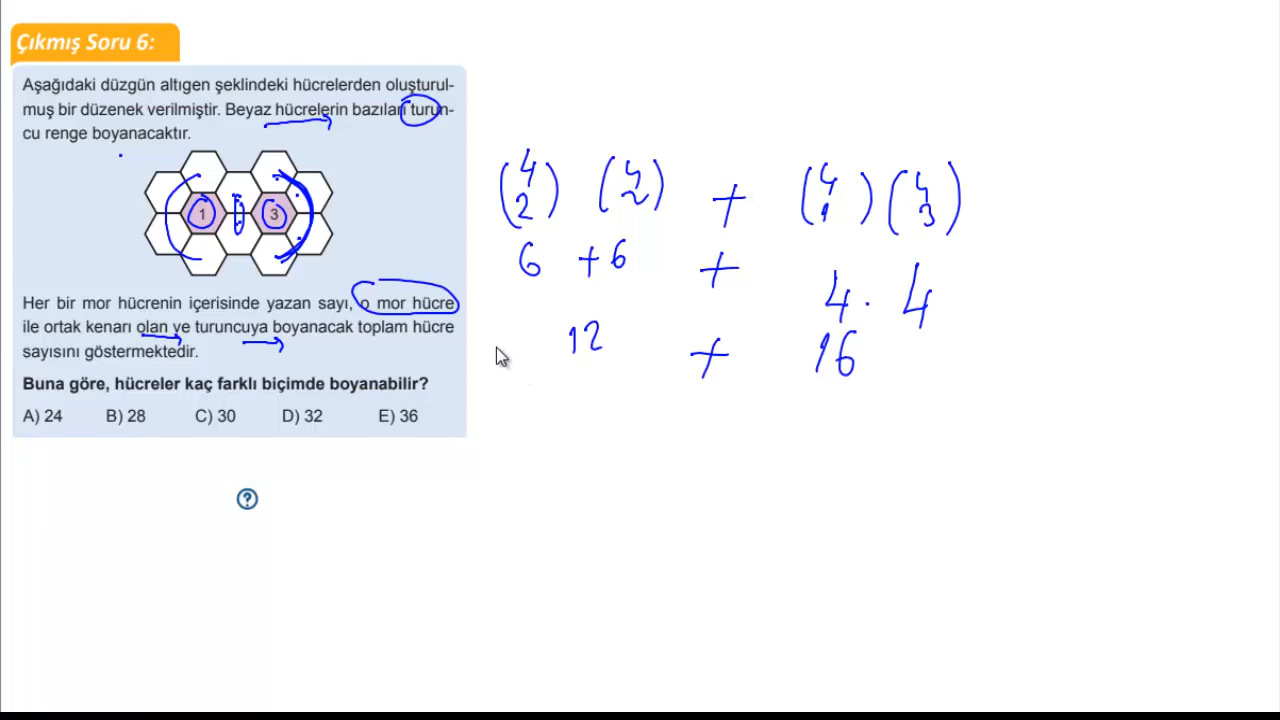 Çıkmış Soru 6:
Aşağıdaki düzgün altıgen şeklindeki hücrelerden oluşturul-
muş bir düzenek verilmiştir. Beyaz hücrelerin bazıları turun-
cu renge boyanacaktır.
1 3
Her bir mor hücrenin içerisinde yazan sayı, o mor hücre
ile ortak kenarı olan ve turuncuya boyanacak toplam hücre
sayısını göstermektedir.
Buna göre, hücreler kaç farklı biçimde boyanabilir?
A) 24 B) 28 C) 30 D) 32 E) 36
(4 2) (4 2) + (4 1) (4 3)
6 + 6 + 4 . 4
12 + 16
?